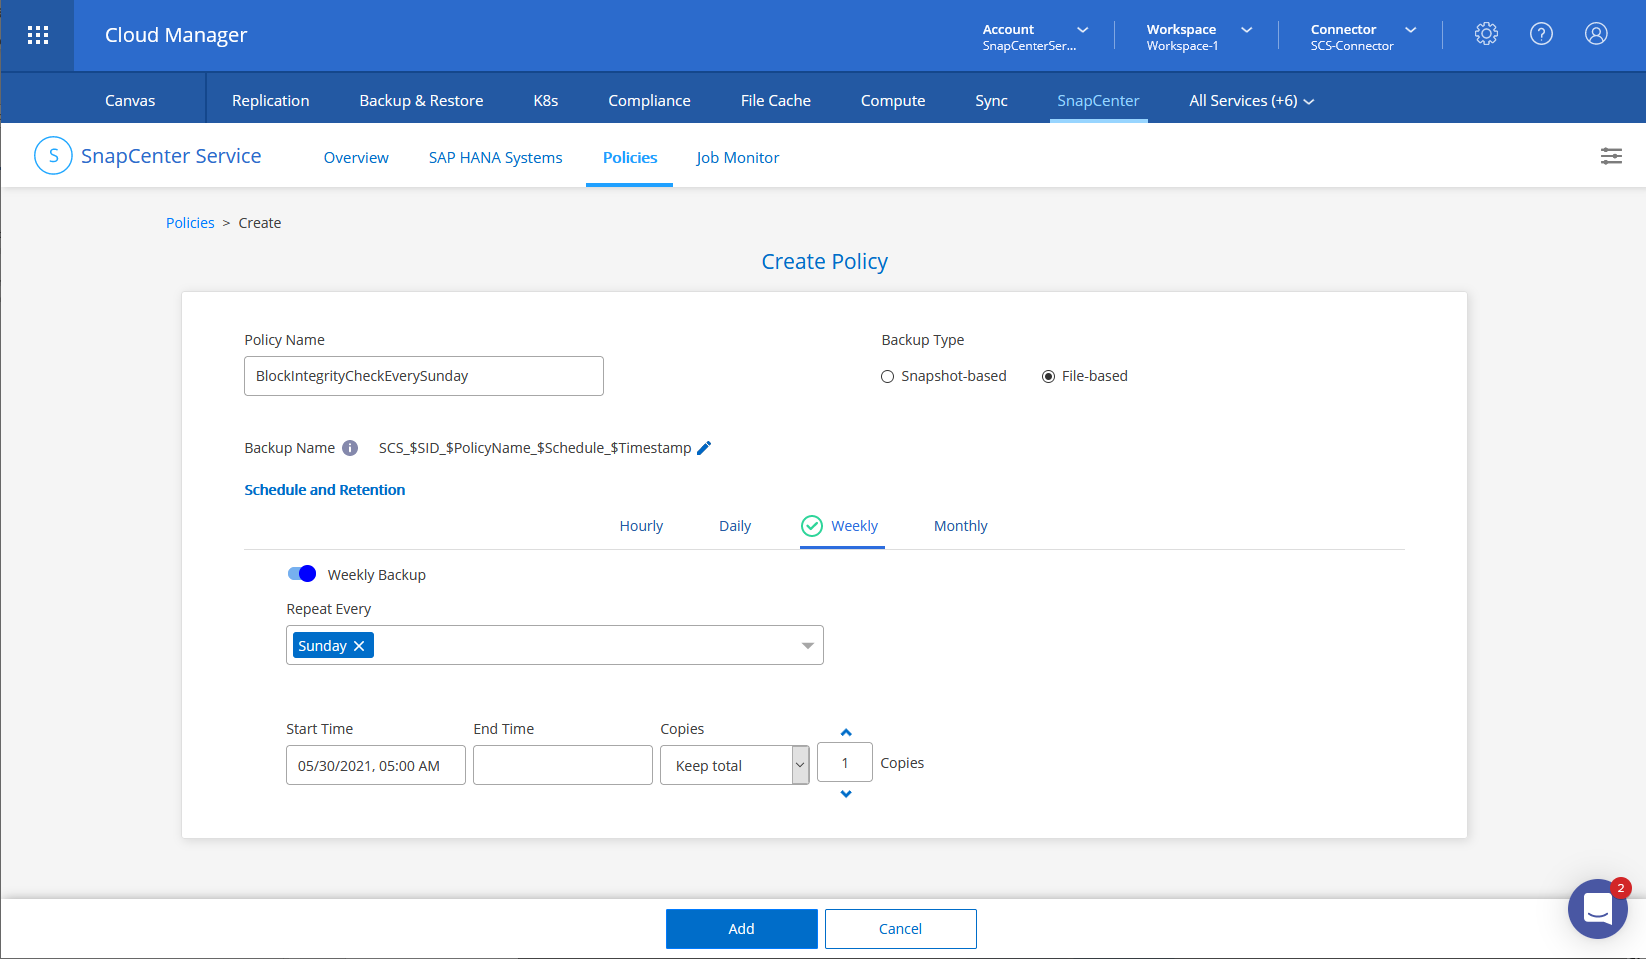 Cloud Manager
Account
SnapCenterSer...
Workspace
Workspace-1
Connector
SCS-Connector
?
Canvas
Replication
Backup & Restore
K8s
Compliance
File Cache
Compute
Sync
SnapCenter
All Services (+6)
S
SnapCenter Service
Overview
SAP HANA Systems
Policies
Job Monitor
Policies > Create
Create Policy
Policy Name
BlockIntegrityCheckEverySunday
Backup Type
Snapshot-based
File-based
Backup Name
i
SCS_$SID_$PolicyName_$Schedule_$Timestamp
Schedule and Retention
Hourly
Daily
Weekly
Monthly
Weekly Backup
Repeat Every
Sunday
Start Time
End Time
Copies
05/30/2021, 05:00 AM
Keep total
1
Copies
2
Add
Cancel